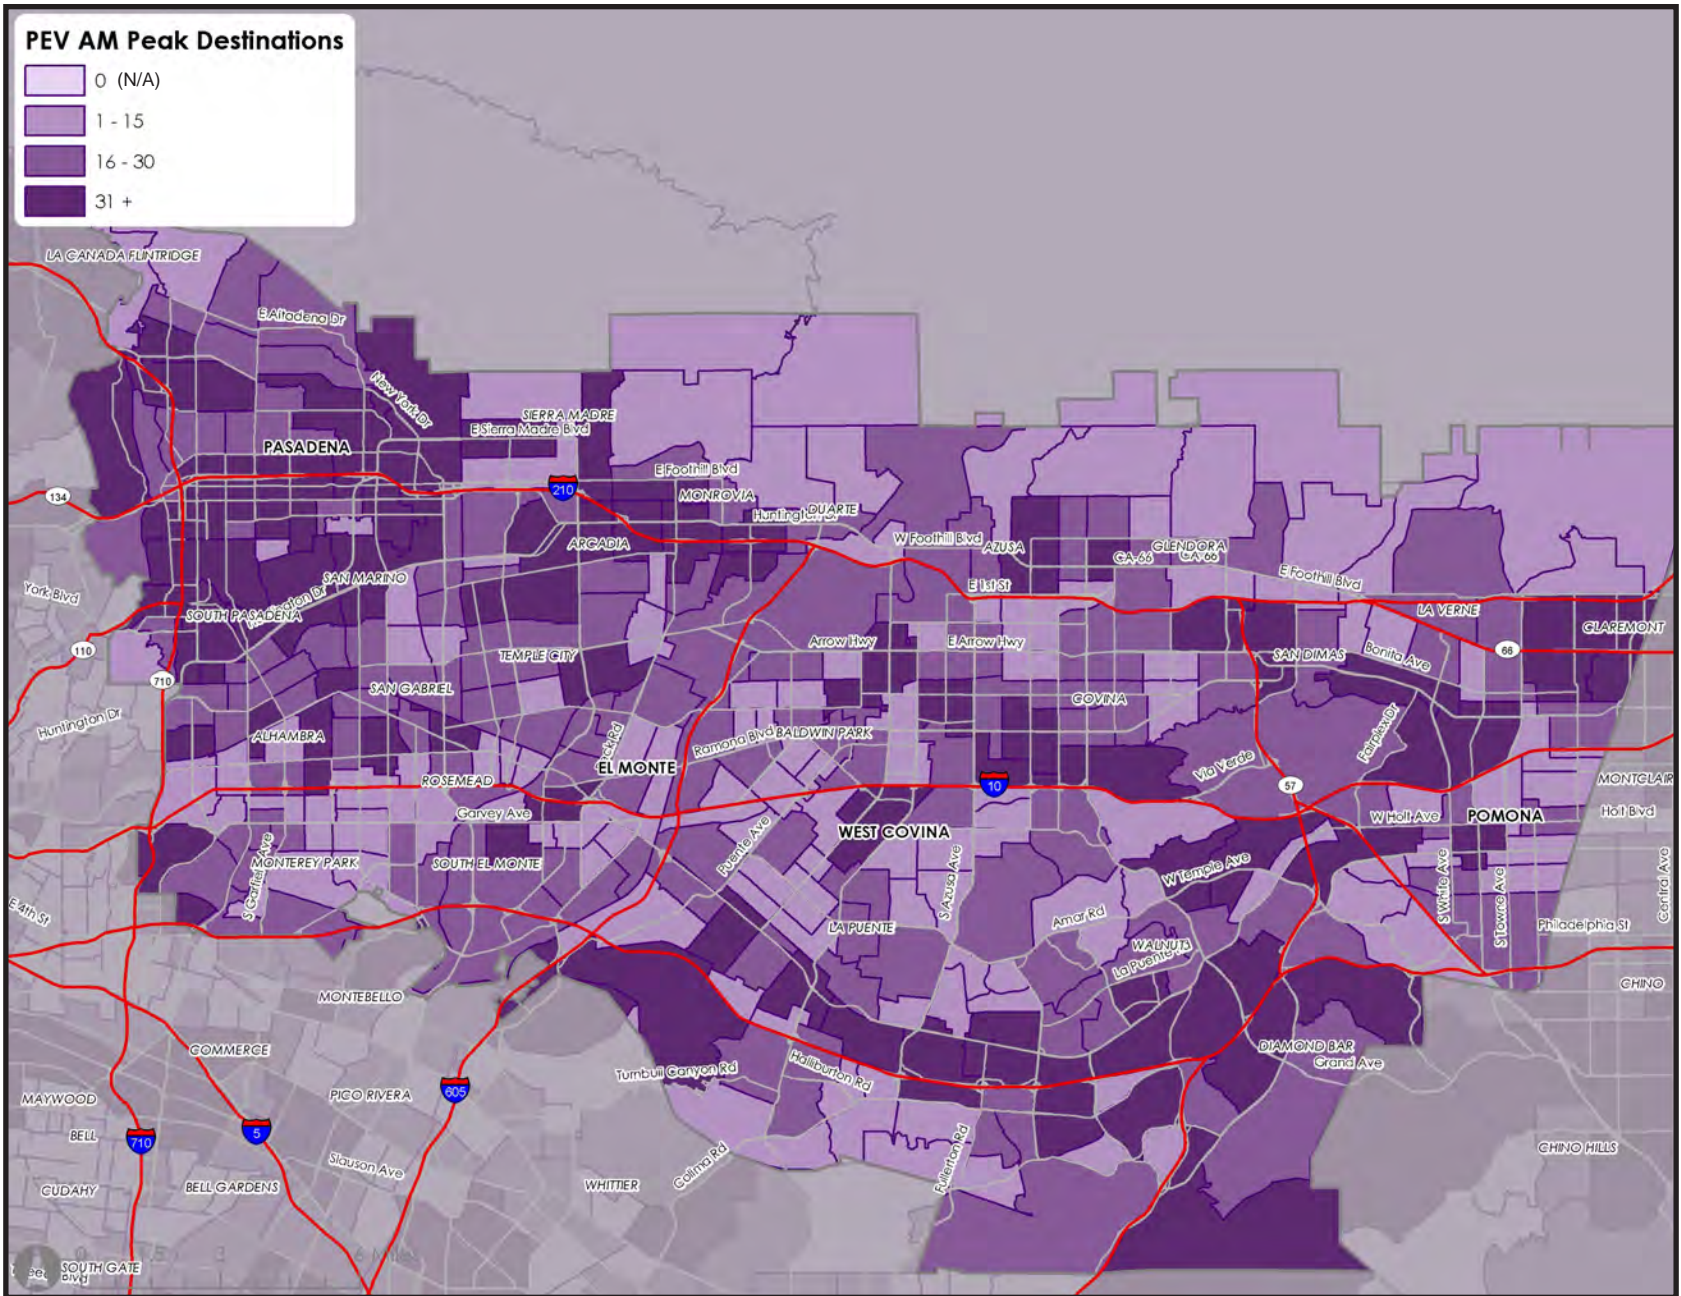 PEV AM Peak Destinations
0 (N/A)
1 - 15
16 - 30
31 +
LA CANADA FLINTRIDGE
E Altadena Dr
New York Dr
SIERRA MADRE
E Sierra Madre Blvd
PASADENA
E Foothill Blvd
134
210
MONROVIA
DUARTE
ARCADIA
W Foothill Blvd
AZUSA
GLENDORA
CA-66
SAN MARINO
E 1st St
E Foothill Blvd
York Blvd
SOUTH PASADENA
LA VERNE
CLAREMONT
110
Arrow Hwy
E Arrow Hwy
66
TEMPLE CITY
SAN DIMAS
Bonita Ave
710
SAN GABRIEL
COVINA
Huntington Dr
ALHAMBRA
Ramona Blvd
BALDWIN PARK
Fairplex Dr
EL MONTE
Via Verde
ROSEMEAD
10
57
MONTCLAIR
Garvey Ave
W Holt Ave
POMONA
Holt Blvd
WEST COVINA
Puente Ave
MONTEREY PARK
SOUTH EL MONTE
S Garfield Ave
S Azusa Ave
W Temple Ave
S White Ave
S Towne Ave
Central Ave
E 4th St
Amar Rd
LA PUENTE
Philadelphia St
WALNUT
La Puente
MONTEBELLO
CHINO
COMMERCE
DIAMOND BAR
Grand Ave
Turnbull Canyon Rd
Halliburton Rd
605
PICO RIVERA
MAYWOOD
BELL
710
5
Fullerton Rd
CHINO HILLS
Slauson Ave
Colima Rd
CUDAHY
BELL GARDENS
WHITTIER
SOUTH GATE
Blvd